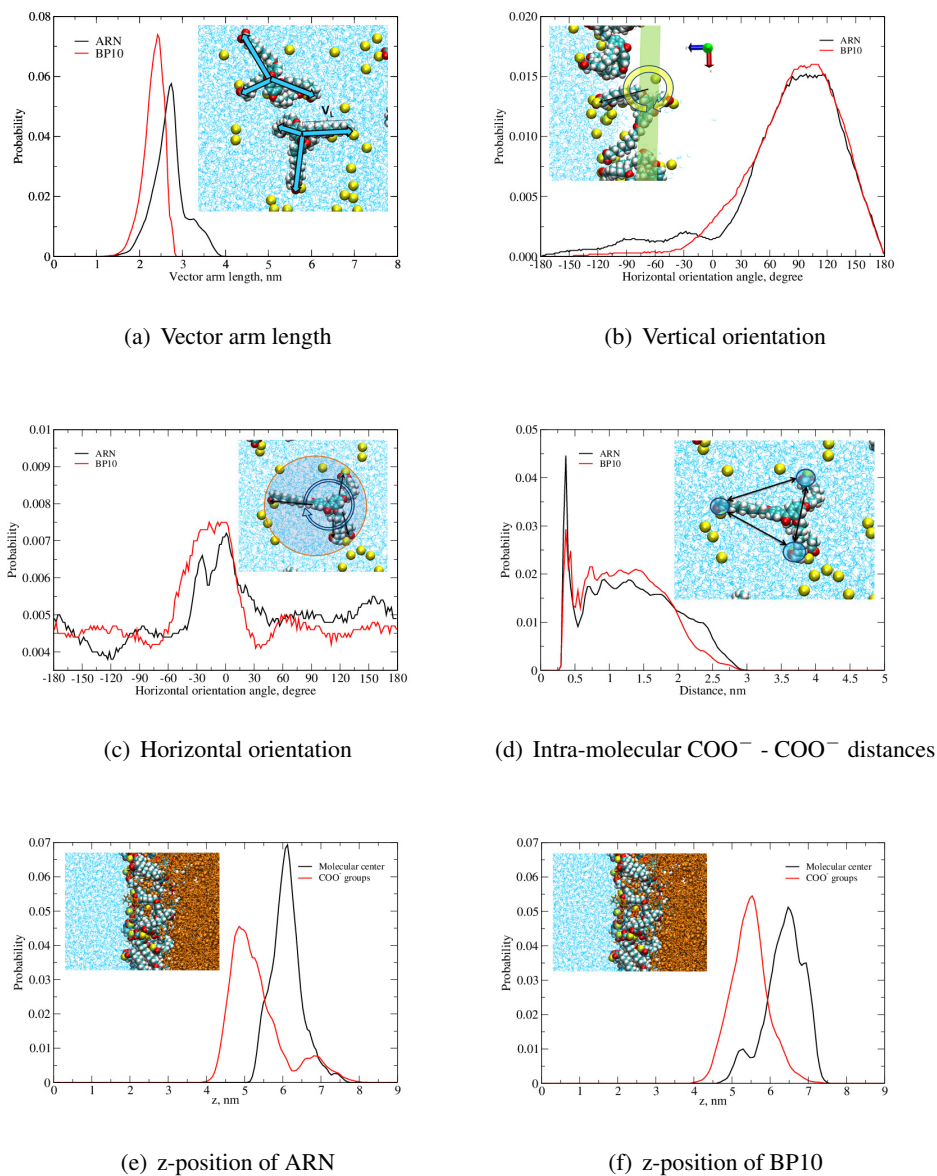 0.08
0.06
0.04
0.02
0
Probability
ARN
BP10
V_L
0 1 2 3 4 5 6 7 8
Vector arm length, nm
(a) Vector arm length
0.020
0.015
0.010
0.005
0.000
Probability
ARN
BP10
-180 -150 -120 -90 -60 -30 0 30 60 90 120 150 180
Horizontal orientation angle, degree
(b) Vertical orientation
0.01
0.009
0.008
0.007
0.006
0.005
0.004
Probability
ARN
BP10
-180 -150 -120 -90 -60 -30 0 30 60 90 120 150 180
Horizontal orientation angle, degree
(c) Horizontal orientation
0.05
0.04
0.03
0.02
0.01
0
Probability
ARN
BP10
0 0.5 1 1.5 2 2.5 3 3.5 4 4.5 5
Distance, nm
(d) Intra-molecular COO⁻ - COO⁻ distances
0.07
0.06
0.05
0.04
0.03
0.02
0.01
0
Probability
Molecular center
COO⁻ groups
0 1 2 3 4 5 6 7 8 9
z, nm
(e) z-position of ARN
0.07
0.06
0.05
0.04
0.03
0.02
0.01
0
Probability
Molecular center
COO⁻ groups
0 1 2 3 4 5 6 7 8 9
z, nm
(f) z-position of BP10